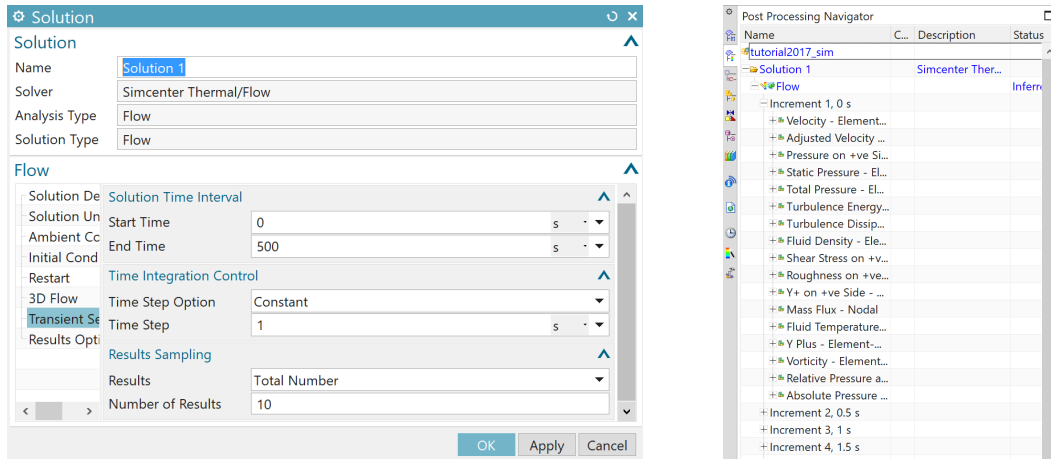 Solution
Solution
Name Solution 1
Solver Simcenter Thermal/Flow
Analysis Type Flow
Solution Type Flow
Flow
Solution De
Solution Un
Ambient Co
Initial Cond
Restart
3D Flow
Transient Se
Results Opti
Solution Time Interval
Start Time 0 s
End Time 500 s
Time Integration Control
Time Step Option Constant
Time Step 1 s
Results Sampling
Results Total Number
Number of Results 10
OK Apply Cancel
Post Processing Navigator
Name C... Description Status
tutorial2017_sim
Solution 1 Simcenter Ther...
Flow Inferr
Increment 1, 0 s
Velocity - Element...
Adjusted Velocity ...
Pressure on +ve Si...
Static Pressure - El...
Total Pressure - El...
Turbulence Energy...
Turbulence Dissip...
Fluid Density - Ele...
Shear Stress on +v...
Roughness on +ve...
Y+ on +ve Side - ...
Mass Flux - Nodal
Fluid Temperature...
Y Plus - Element-...
Vorticity - Element...
Relative Pressure a...
Absolute Pressure ...
Increment 2, 0.5 s
Increment 3, 1 s
Increment 4, 1.5 s